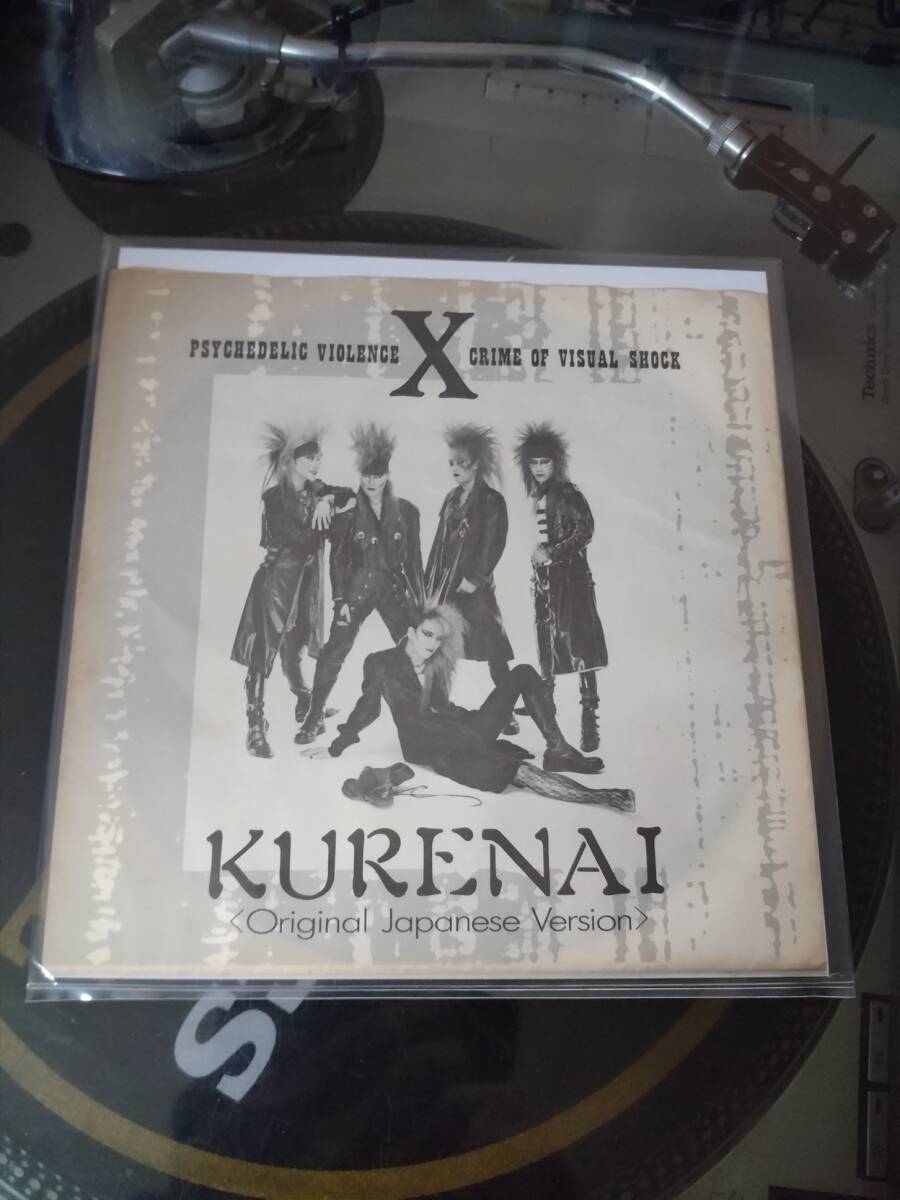 X
PSYCHEDELIC VIOLENCE CRIME OF VISUAL SHOCK
KURENAI
<Original Japanese Version>
Technics